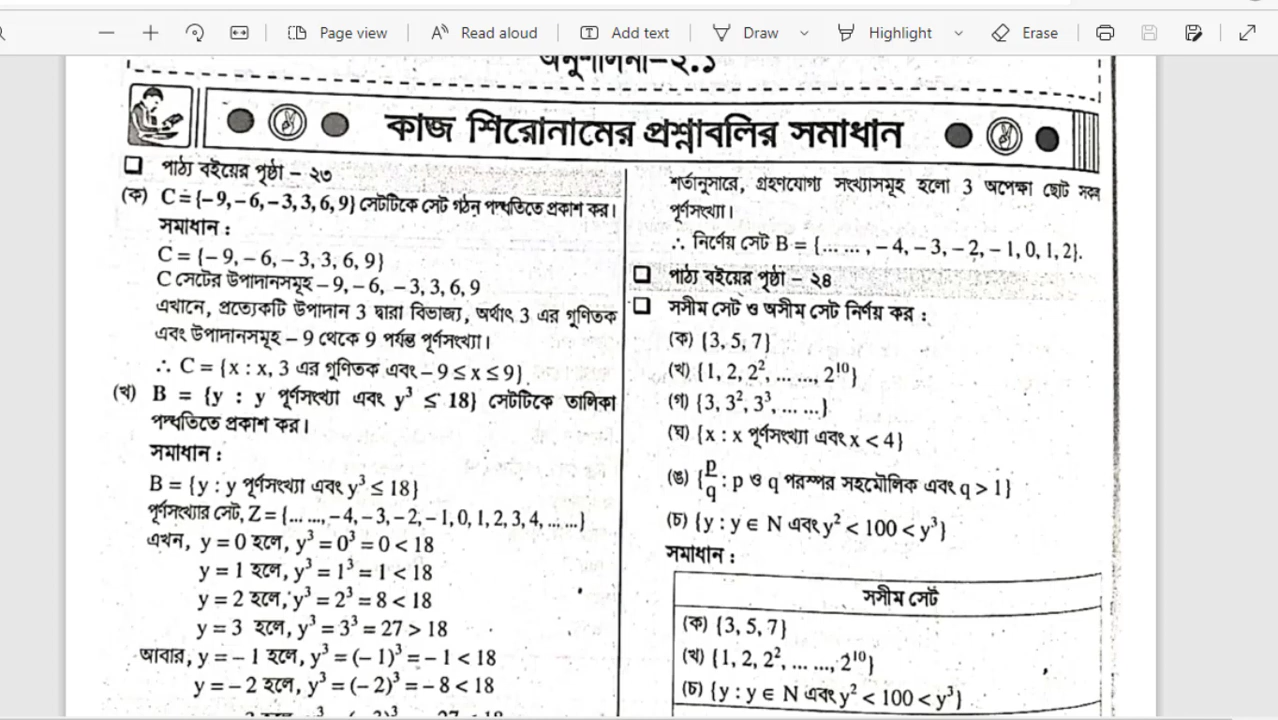 Page view
Read aloud
Add text
Draw
Highlight
Erase
অনুশীলনী–২.১
কাজ শিরোনামের প্রশ্নাবলির সমাধান
পাঠ্য বইয়ের পৃষ্ঠা – ২৩
(ক) C = {– 9, – 6, – 3, 3, 6, 9} সেটটিকে সেট গঠন পদ্ধতিতে প্রকাশ কর।
সমাধান :
C = {– 9, – 6, – 3, 3, 6, 9}
C সেটের উপাদানসমূহ – 9, – 6, – 3, 3, 6, 9
এখানে, প্রত্যেকটি উপাদান 3 দ্বারা বিভাজ্য, অর্থাৎ 3 এর গুণিতক
এবং উপাদানসমূহ – 9 থেকে 9 পর্যন্ত পূর্ণসংখ্যা।
∴ C = {x : x, 3 এর গুণিতক এবং – 9 ≤ x ≤ 9}
(খ) B = {y : y পূর্ণসংখ্যা এবং y³ ≤ 18} সেটটিকে তালিকা
পদ্ধতিতে প্রকাশ কর।
সমাধান :
B = {y : y পূর্ণসংখ্যা এবং y³ ≤ 18}
পূর্ণসংখ্যার সেট, Z = {... ..., – 4, – 3, – 2, – 1, 0, 1, 2, 3, 4, ... ...}
এখন, y = 0 হলে, y³ = 0³ = 0 < 18
y = 1 হলে, y³ = 1³ = 1 < 18
y = 2 হলে, y³ = 2³ = 8 < 18
y = 3 হলে, y³ = 3³ = 27 > 18
আবার, y = – 1 হলে, y³ = (– 1)³ = – 1 < 18
y = – 2 হলে, y³ = (– 2)³ = – 8 < 18
শর্তানুসারে, গ্রহণযোগ্য সংখ্যাসমূহ হলো 3 অপেক্ষা ছোট সকল
পূর্ণসংখ্যা।
∴ নির্ণেয় সেট B = {... ... , – 4, – 3, – 2, – 1, 0, 1, 2}.
পাঠ্য বইয়ের পৃষ্ঠা – ২৪
সসীম সেট ও অসীম সেট নির্ণয় কর :
(ক) {3, 5, 7}
(খ) {1, 2, 2², ... ..., 2¹⁰}
(গ) {3, 3², 3³, ... ...}
(ঘ) {x : x পূর্ণসংখ্যা এবং x < 4}
(ঙ) {p/q : p ও q পরস্পর সহমৌলিক এবং q > 1}
(চ) {y : y ∈ N এবং y² < 100 < y³}
সমাধান :
সসীম সেট
(ক) {3, 5, 7}
(খ) {1, 2, 2², ... ..., 2¹⁰}
(চ) {y : y ∈ N এবং y² < 100 < y³}